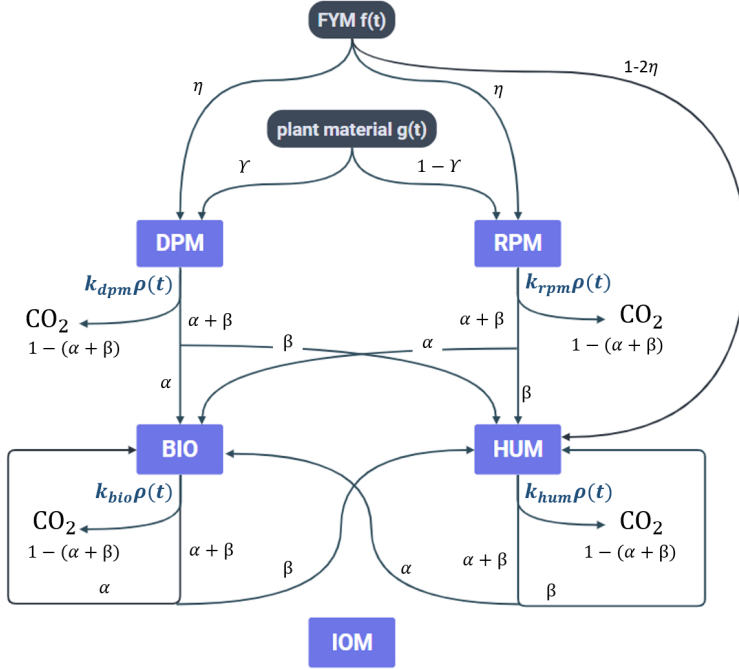 FYM f(t)
1-2η
η
η
plant material g(t)
ϒ
1 − ϒ
DPM
RPM
k_dpm ρ(t)
k_rpm ρ(t)
CO₂
α + β
α + β
CO₂
1 − (α + β)
β
α
1 − (α + β)
α
β
BIO
HUM
k_bio ρ(t)
k_hum ρ(t)
CO₂
CO₂
1 − (α + β)
α + β
α + β
1 − (α + β)
α
β
α
β
IOM